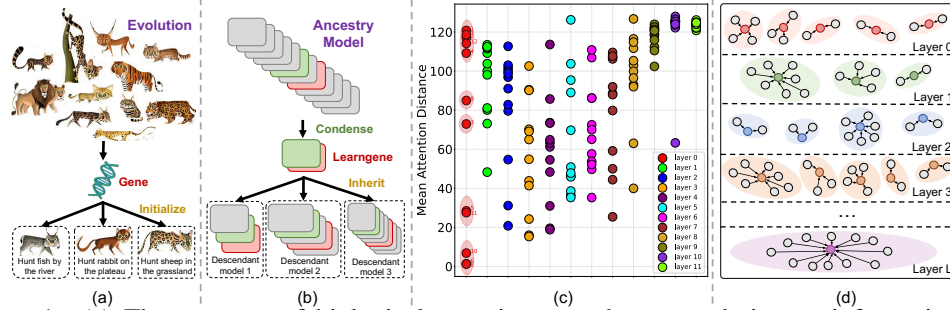 Evolution
Gene
Initialize
Hunt fish by
the river
Hunt rabbit on
the plateau
Hunt sheep in
the grassland
(a)
Ancestry
Model
Condense
Learngene
Inherit
Descendant
model 1
Descendant
model 2
Descendant
model 3
(b)
Mean Attention Distance
120
100
80
60
40
20
0
layer 0
layer 1
layer 2
layer 3
layer 4
layer 5
layer 6
layer 7
layer 8
layer 9
layer 10
layer 11
(c)
Layer 0
Layer 1
Layer 2
Layer 3
...
Layer L
(d)